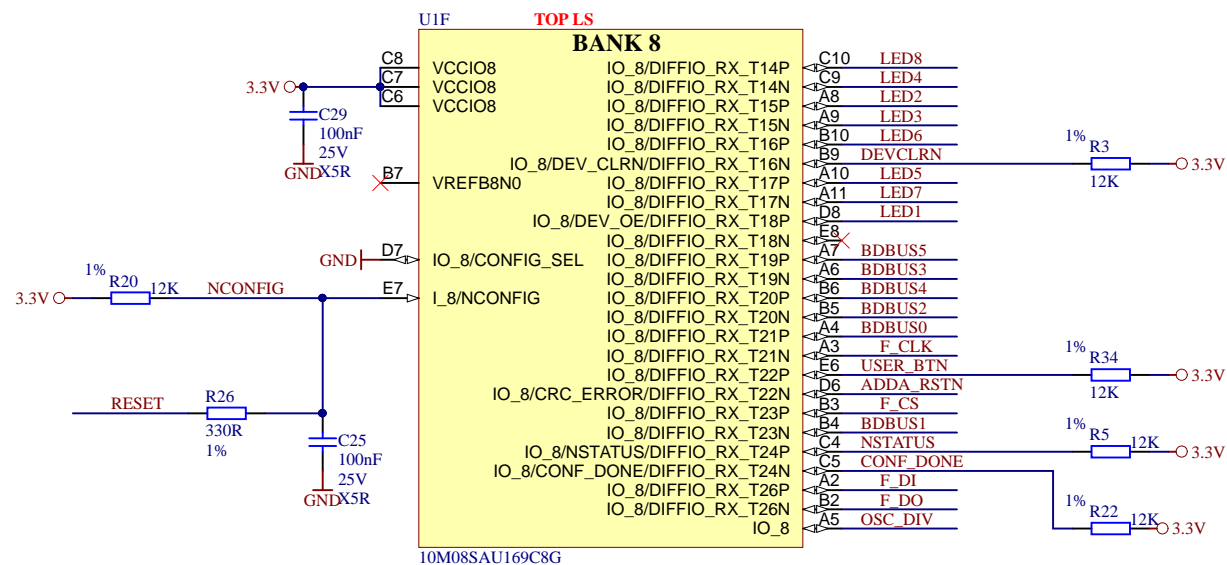 U1F TOP LS
BANK 8
C8 VCCIO8 IO_8/DIFFIO_RX_T14P C10 LED8
3.3V C7 VCCIO8 IO_8/DIFFIO_RX_T14N C9 LED4
C6 VCCIO8 IO_8/DIFFIO_RX_T15P A8 LED2
C29 IO_8/DIFFIO_RX_T15N A9 LED3
100nF IO_8/DIFFIO_RX_T16P B10 LED6 1% R3
25V IO_8/DEV_CLRN/DIFFIO_RX_T16N B9 DEVCLRN 3.3V
GND X5R B7 VREFB8N0 IO_8/DIFFIO_RX_T17P A10 LED5 12K
IO_8/DIFFIO_RX_T17N A11 LED7
IO_8/DEV_OE/DIFFIO_RX_T18P D8 LED1
IO_8/DIFFIO_RX_T18N E8
GND D7 IO_8/CONFIG_SEL IO_8/DIFFIO_RX_T19P A7 BDBUS5
1% R20 IO_8/DIFFIO_RX_T19N A6 BDBUS3
3.3V 12K NCONFIG E7 I_8/NCONFIG IO_8/DIFFIO_RX_T20P B6 BDBUS4
IO_8/DIFFIO_RX_T20N B5 BDBUS2
IO_8/DIFFIO_RX_T21P A4 BDBUS0
IO_8/DIFFIO_RX_T21N A3 F_CLK 1% R34
IO_8/DIFFIO_RX_T22P E6 USER_BTN 3.3V
IO_8/CRC_ERROR/DIFFIO_RX_T22N D6 ADDA_RSTN 12K
RESET R26 IO_8/DIFFIO_RX_T23P B3 F_CS
330R IO_8/DIFFIO_RX_T23N B4 BDBUS1 1% R5
1% C25 IO_8/NSTATUS/DIFFIO_RX_T24P C4 NSTATUS 12K 3.3V
100nF IO_8/CONF_DONE/DIFFIO_RX_T24N C5 CONF_DONE
25V IO_8/DIFFIO_RX_T26P A2 F_DI
GND X5R IO_8/DIFFIO_RX_T26N B2 F_DO 1% R22
IO_8 A5 OSC_DIV 12K 3.3V
10M08SAU169C8G